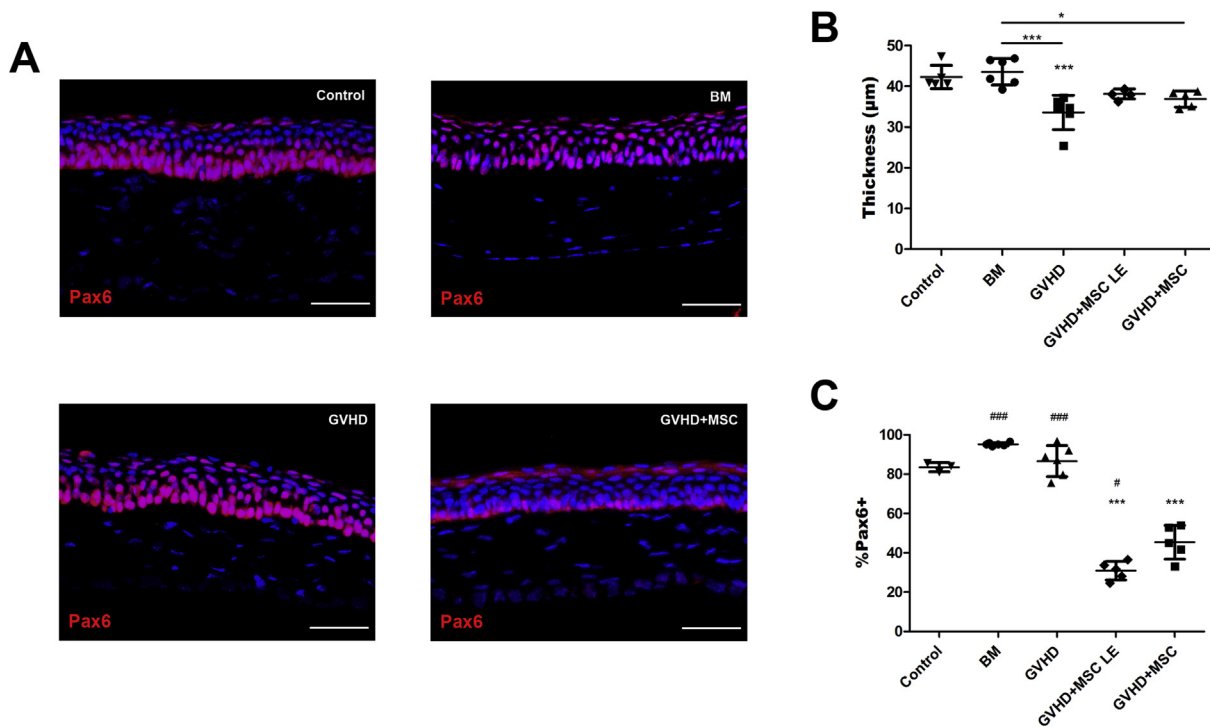 A
Control
Pax6
BM
Pax6
GVHD
Pax6
GVHD+MSC
Pax6
B
*
***
***
Thickness (µm)
50
40
30
20
10
0
Control
BM
GVHD
GVHD+MSC LE
GVHD+MSC
C
###
###
#
***
***
%Pax6+
100
80
60
40
20
0
Control
BM
GVHD
GVHD+MSC LE
GVHD+MSC